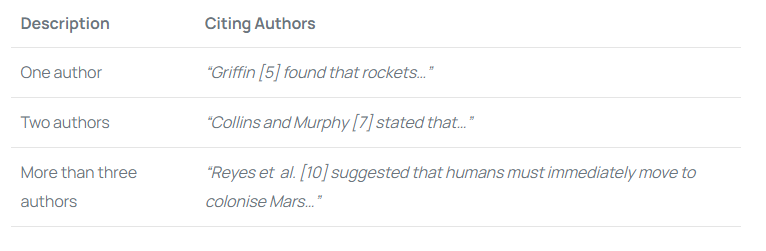 Description Citing Authors
One author “Griffin [5] found that rockets…”
Two authors “Collins and Murphy [7] stated that…”
More than three “Reyes et al. [10] suggested that humans must immediately move to
authors colonise Mars…”